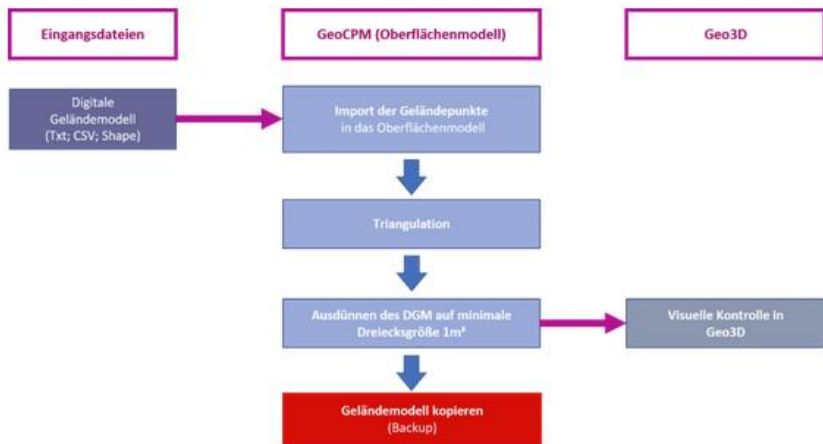 Eingangsdateien
GeoCPM (Oberflächenmodell)
Geo3D
Digitale
Geländemodell
(Txt; CSV; Shape)
Import der Geländepunkte
in das Oberflächenmodell
Triangulation
Ausdünnen des DGM auf minimale
Dreiecksgröße 1m²
Visuelle Kontrolle in
Geo3D
Geländemodell kopieren
(Backup)